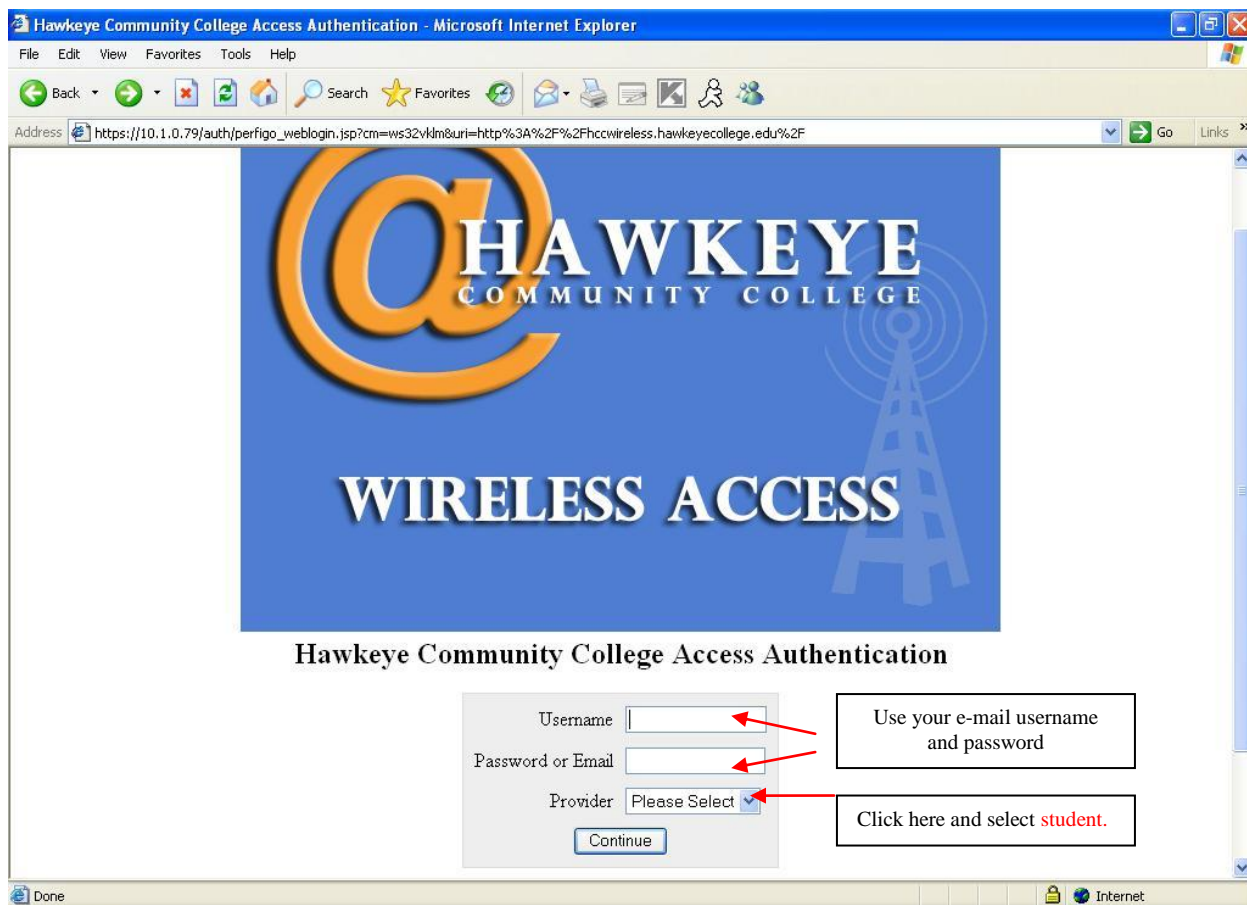 Hawkeye Community College Access Authentication - Microsoft Internet Explorer
File Edit View Favorites Tools Help
Back Search Favorites
Address https://10.1.0.79/auth/perfigo_weblogin.jsp?cm=ws32vklm&uri=http%3A%2F%2Fhccwireless.hawkeyecollege.edu%2F Go Links »
@HAWKEYE
COMMUNITY COLLEGE
WIRELESS ACCESS
Hawkeye Community College Access Authentication
Username
Password or Email
Provider Please Select
Continue
Use your e-mail username
and password
Click here and select student.
Done Internet